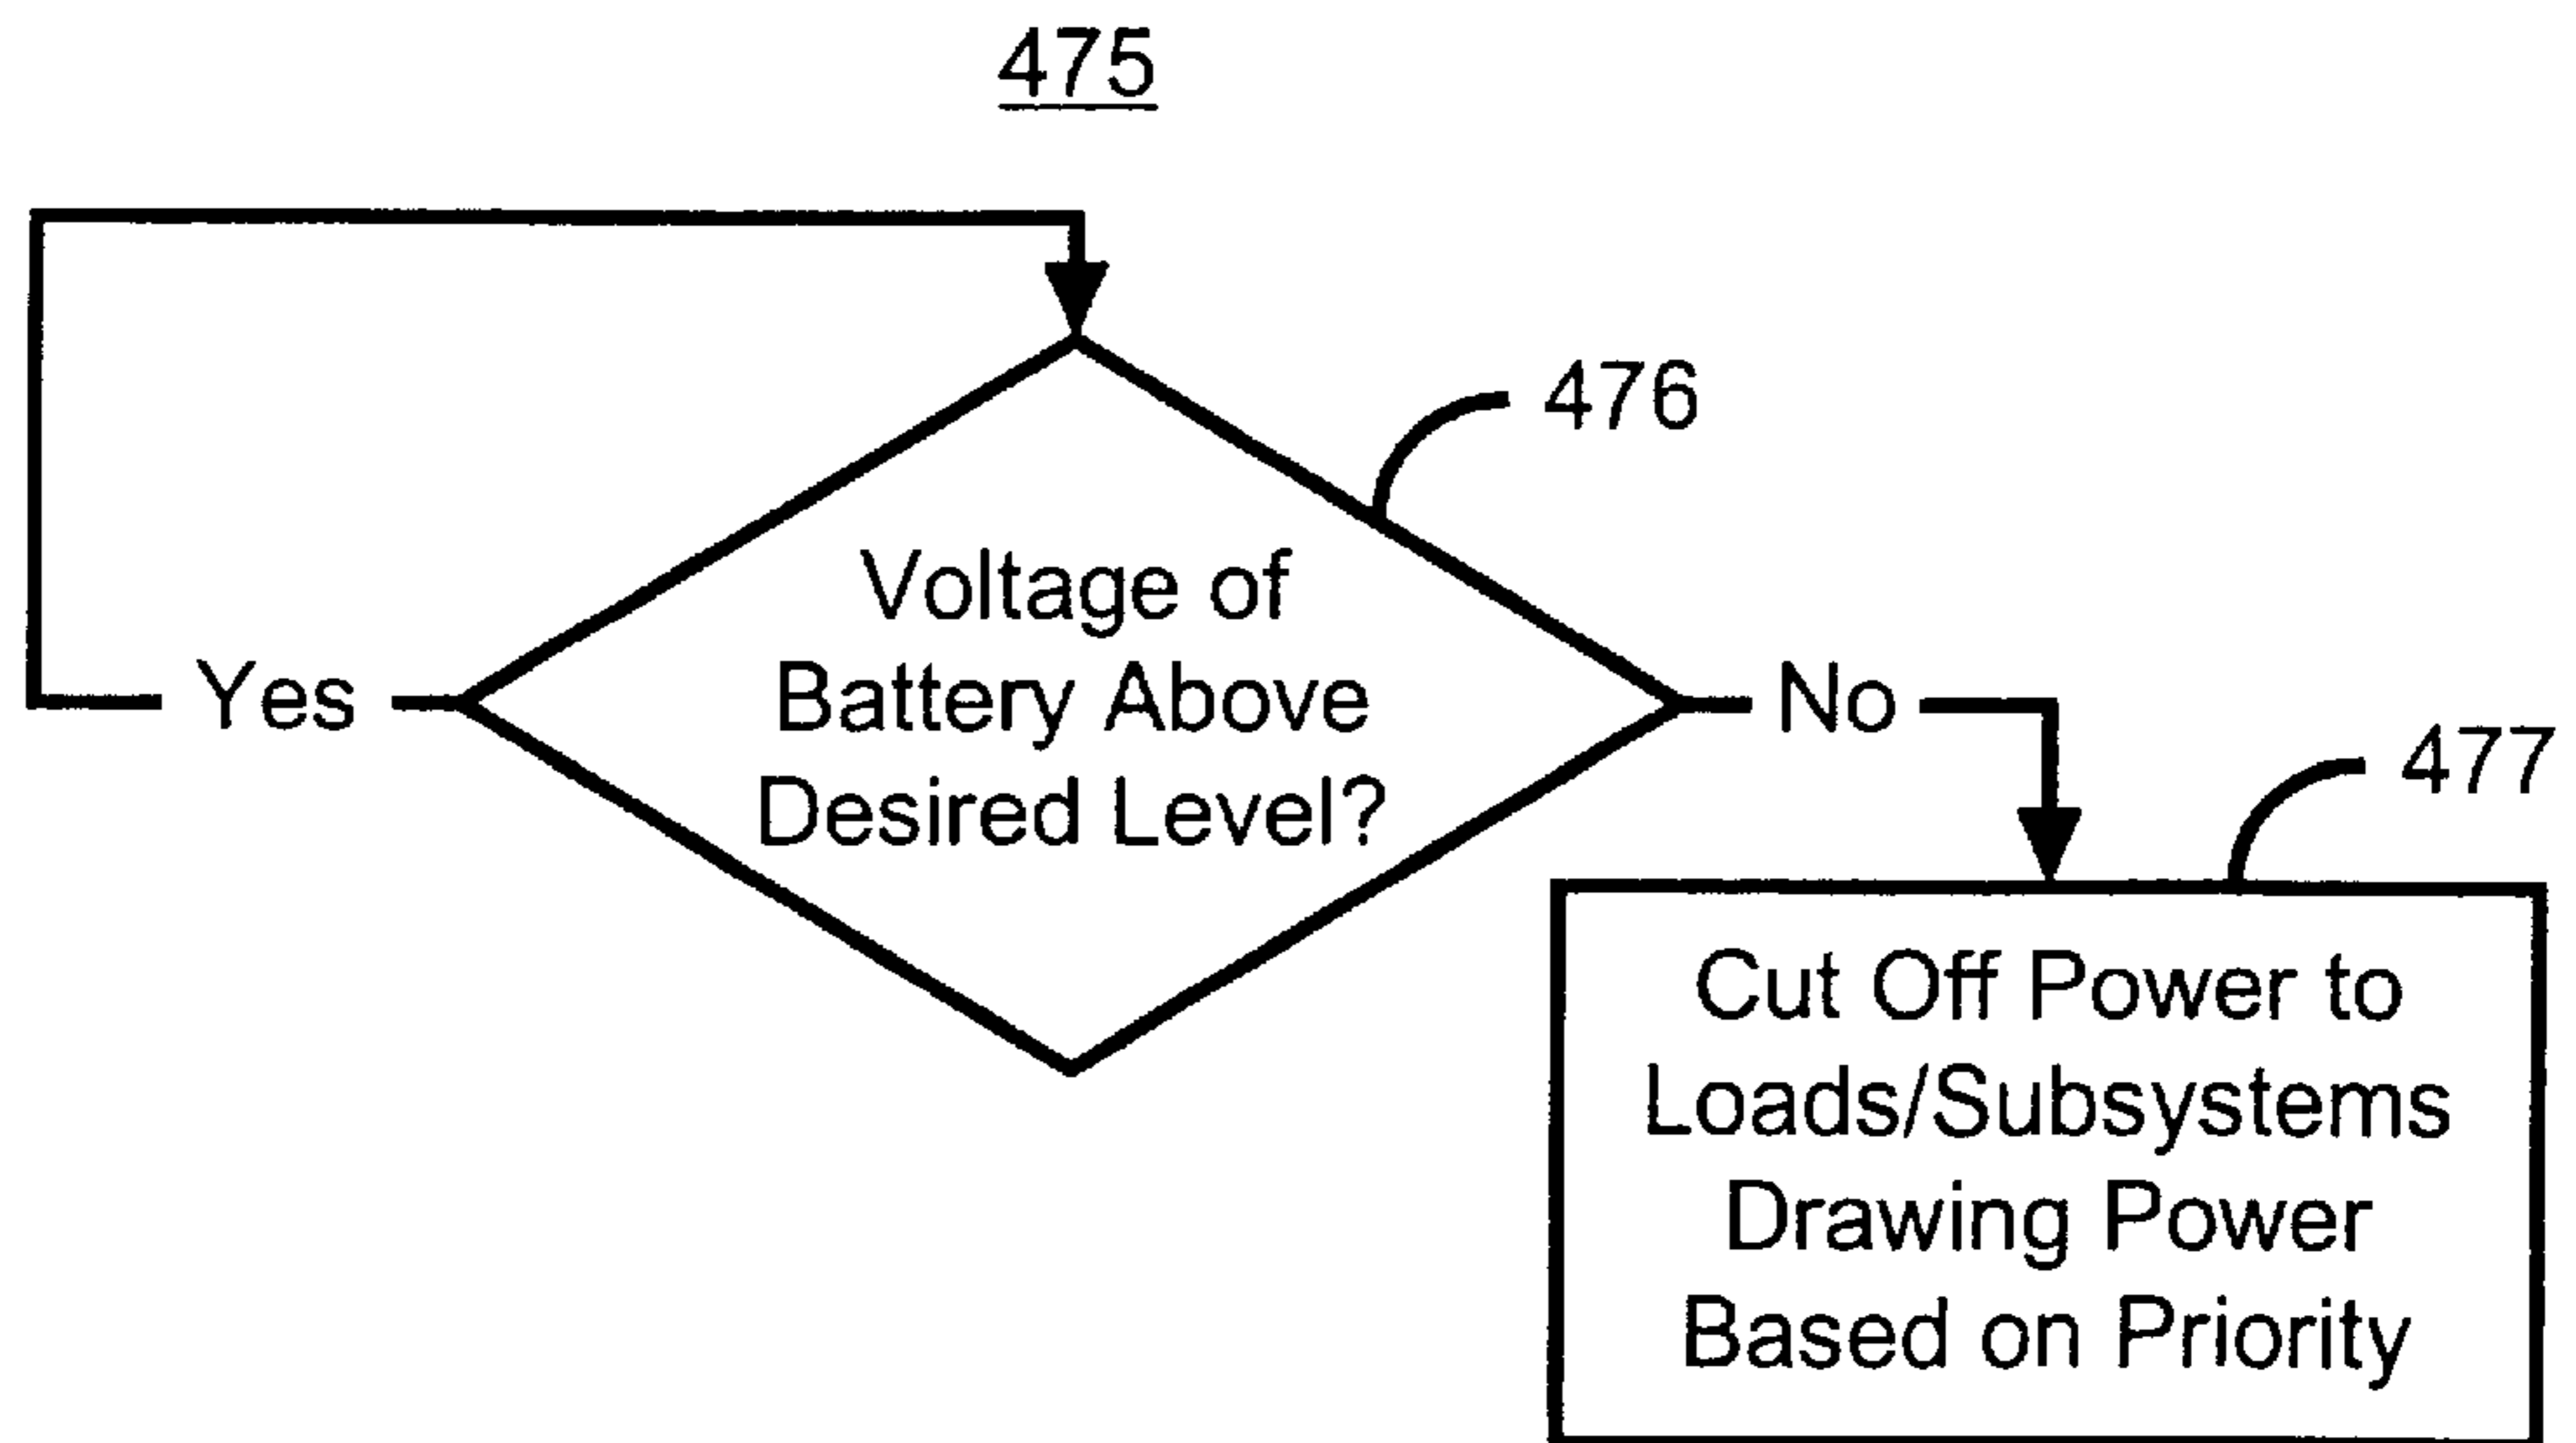 475
476
Voltage of
Battery Above
Desired Level?
Yes
No
477
Cut Off Power to
Loads/Subsystems
Drawing Power
Based on Priority